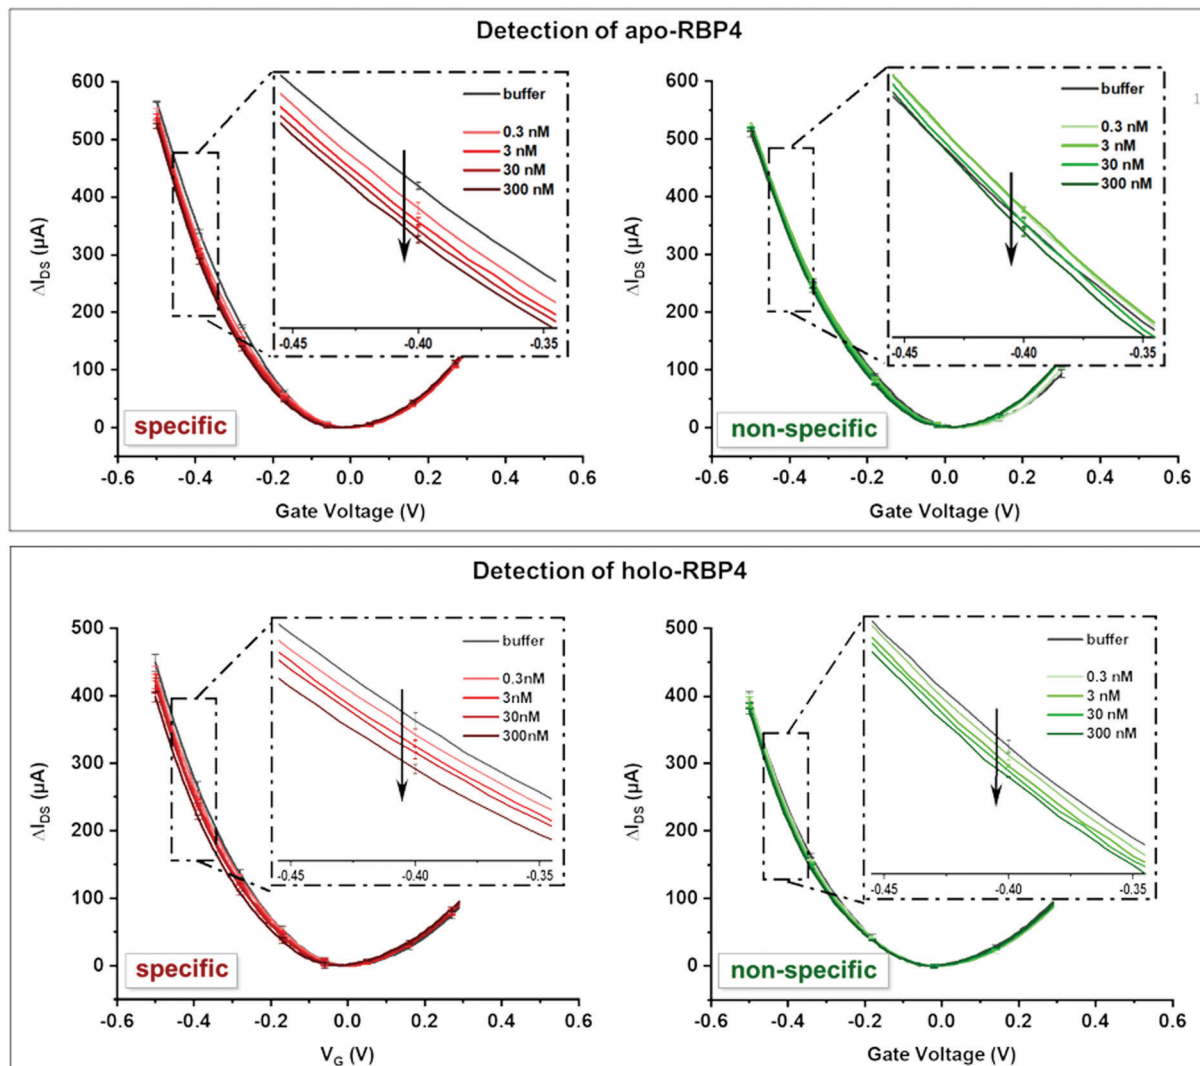 Detection of apo-RBP4
600
500
400
300
200
100
0
ΔI_DS (µA)
buffer
0.3 nM
3 nM
30 nM
300 nM
-0.45 -0.40 -0.35
specific
-0.6 -0.4 -0.2 0.0 0.2 0.4 0.6
Gate Voltage (V)
600
500
400
300
200
100
0
ΔI_DS (µA)
buffer
0.3 nM
3 nM
30 nM
300 nM
-0.45 -0.40 -0.35
non-specific
-0.6 -0.4 -0.2 0.0 0.2 0.4 0.6
Gate Voltage (V)
1
Detection of holo-RBP4
500
400
300
200
100
0
ΔI_DS (µA)
buffer
0.3nM
3nM
30nM
300nM
-0.45 -0.40 -0.35
specific
-0.6 -0.4 -0.2 0.0 0.2 0.4 0.6
V_G (V)
500
400
300
200
100
0
ΔI_DS (µA)
buffer
0.3 nM
3 nM
30 nM
300 nM
-0.45 -0.40 -0.35
non-specific
-0.6 -0.4 -0.2 0.0 0.2 0.4 0.6
Gate Voltage (V)